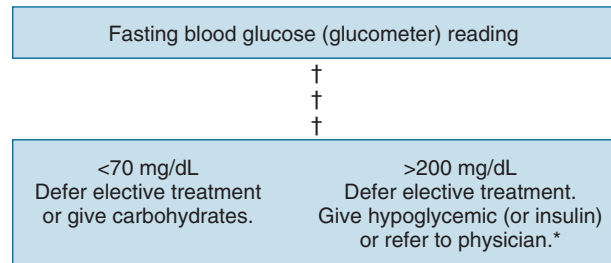 Fasting blood glucose (glucometer) reading
†
†
†
<70 mg/dL
Defer elective treatment
or give carbohydrates.
>200 mg/dL
Defer elective treatment.
Give hypoglycemic (or insulin)
or refer to physician.*